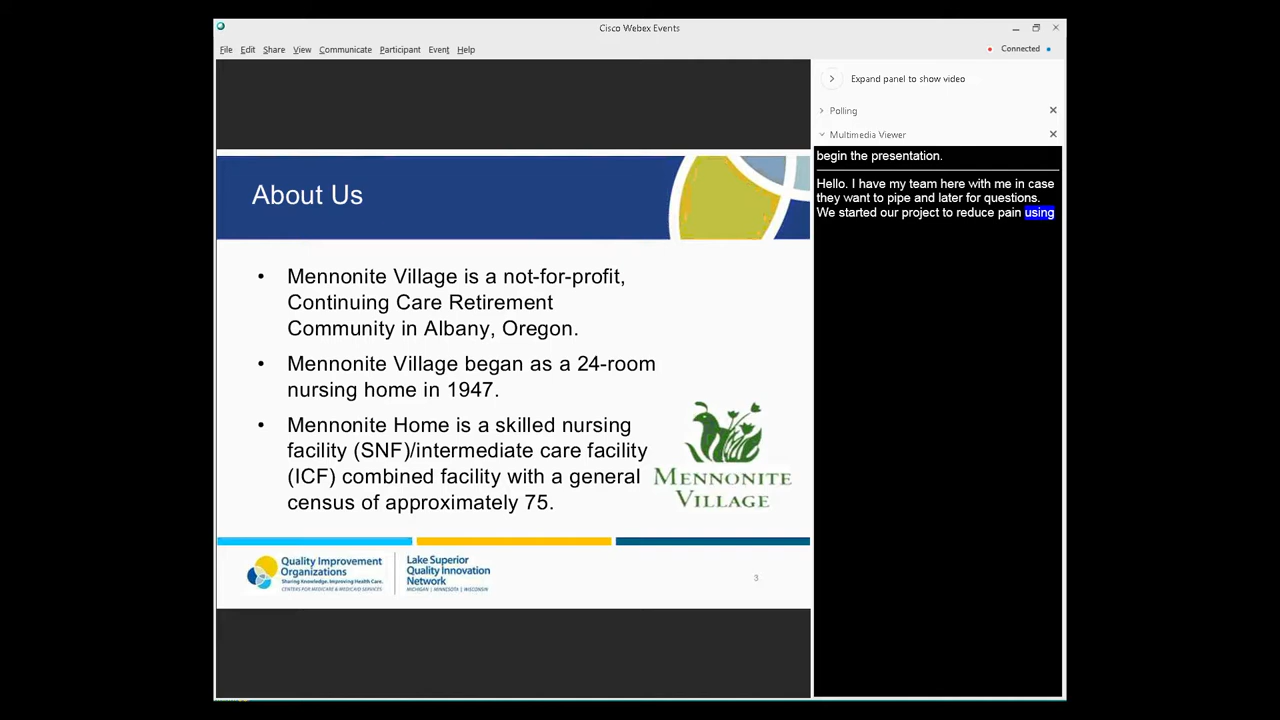 Cisco Webex Events
File Edit Share View Communicate Participant Event Help
Connected
Expand panel to show video
Polling
Multimedia Viewer
begin the presentation.
Hello. I have my team here with me in case
they want to pipe and later for questions.
We started our project to reduce pain using
About Us
• Mennonite Village is a not-for-profit,
Continuing Care Retirement
Community in Albany, Oregon.
• Mennonite Village began as a 24-room
nursing home in 1947.
• Mennonite Home is a skilled nursing
facility (SNF)/intermediate care facility
(ICF) combined facility with a general
census of approximately 75.
MENNONITE
VILLAGE
Quality Improvement
Organizations
Sharing Knowledge. Improving Health Care.
CENTERS FOR MEDICARE & MEDICAID SERVICES
Lake Superior
Quality Innovation
Network
MICHIGAN | MINNESOTA | WISCONSIN
3